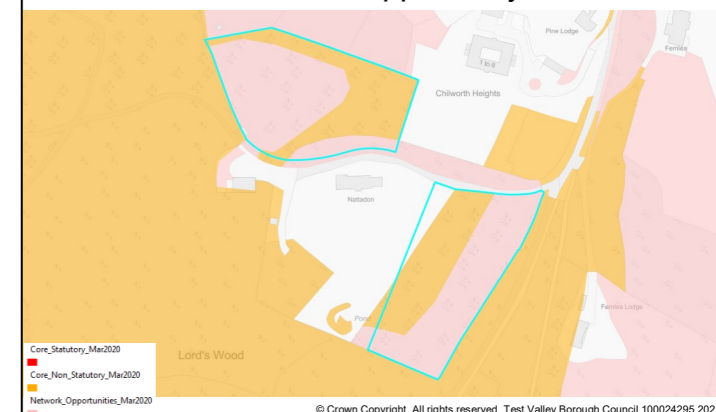 Pine Lodge
Fernlea
1 to 8
Chilworth Heights
Nattadon
Pond
Fernlea Lodge
Lord's Wood
Core_Statutory_Mar2020
Core_Non_Statutory_Mar2020
Network_Opportunities_Mar2020
© Crown Copyright. All rights reserved. Test Valley Borough Council 100024295 202